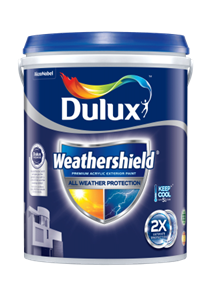 AkzoNobel
Dulux
Weathershield
PREMIUM ACRYLIC EXTERIOR PAINT
ALL WEATHER PROTECTION
KEEP
COOL
2X